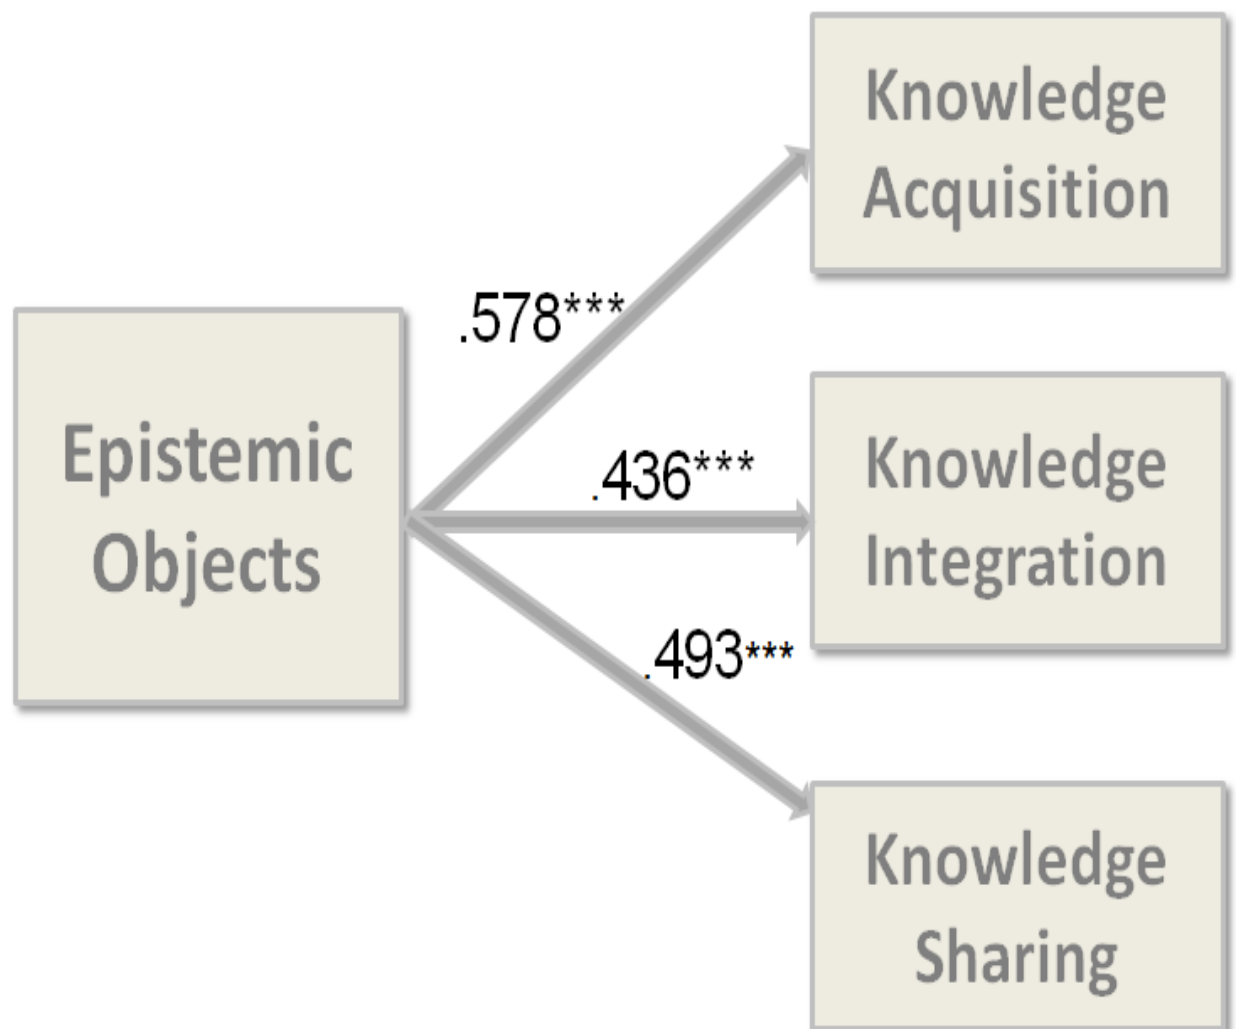 Knowledge
Acquisition
.578***
Epistemic
Objects
.436***
Knowledge
Integration
.493***
Knowledge
Sharing